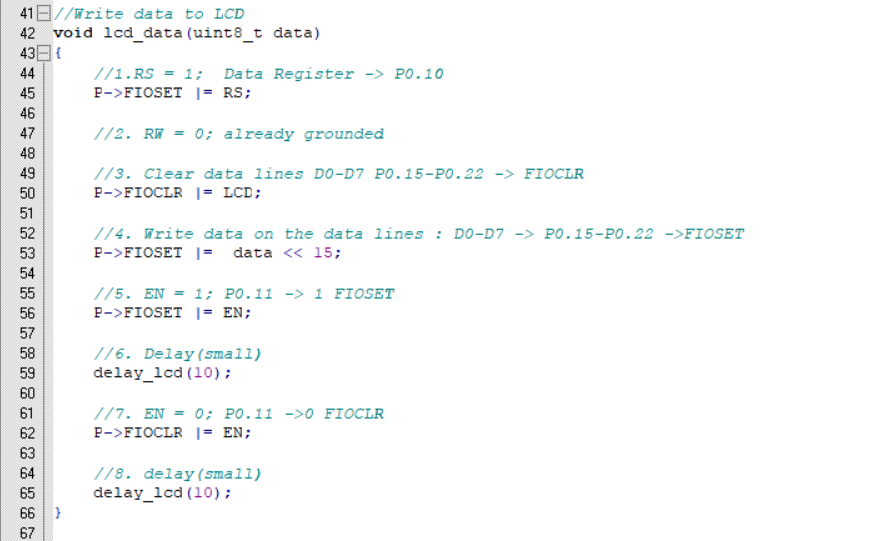 41 //Write data to LCD
42 void lcd_data(uint8_t data)
43 {
44 //1.RS = 1;  Data Register -> P0.10
45 P->FIOSET |= RS;
46
47 //2. RW = 0; already grounded
48
49 //3. Clear data lines D0-D7 P0.15-P0.22 -> FIOCLR
50 P->FIOCLR |= LCD;
51
52 //4. Write data on the data lines : D0-D7 -> P0.15-P0.22 ->FIOSET
53 P->FIOSET |=  data << 15;
54
55 //5. EN = 1; P0.11 -> 1 FIOSET
56 P->FIOSET |= EN;
57
58 //6. Delay(small)
59 delay_lcd(10);
60
61 //7. EN = 0; P0.11 ->0 FIOCLR
62 P->FIOCLR |= EN;
63
64 //8. delay(small)
65 delay_lcd(10);
66 }
67